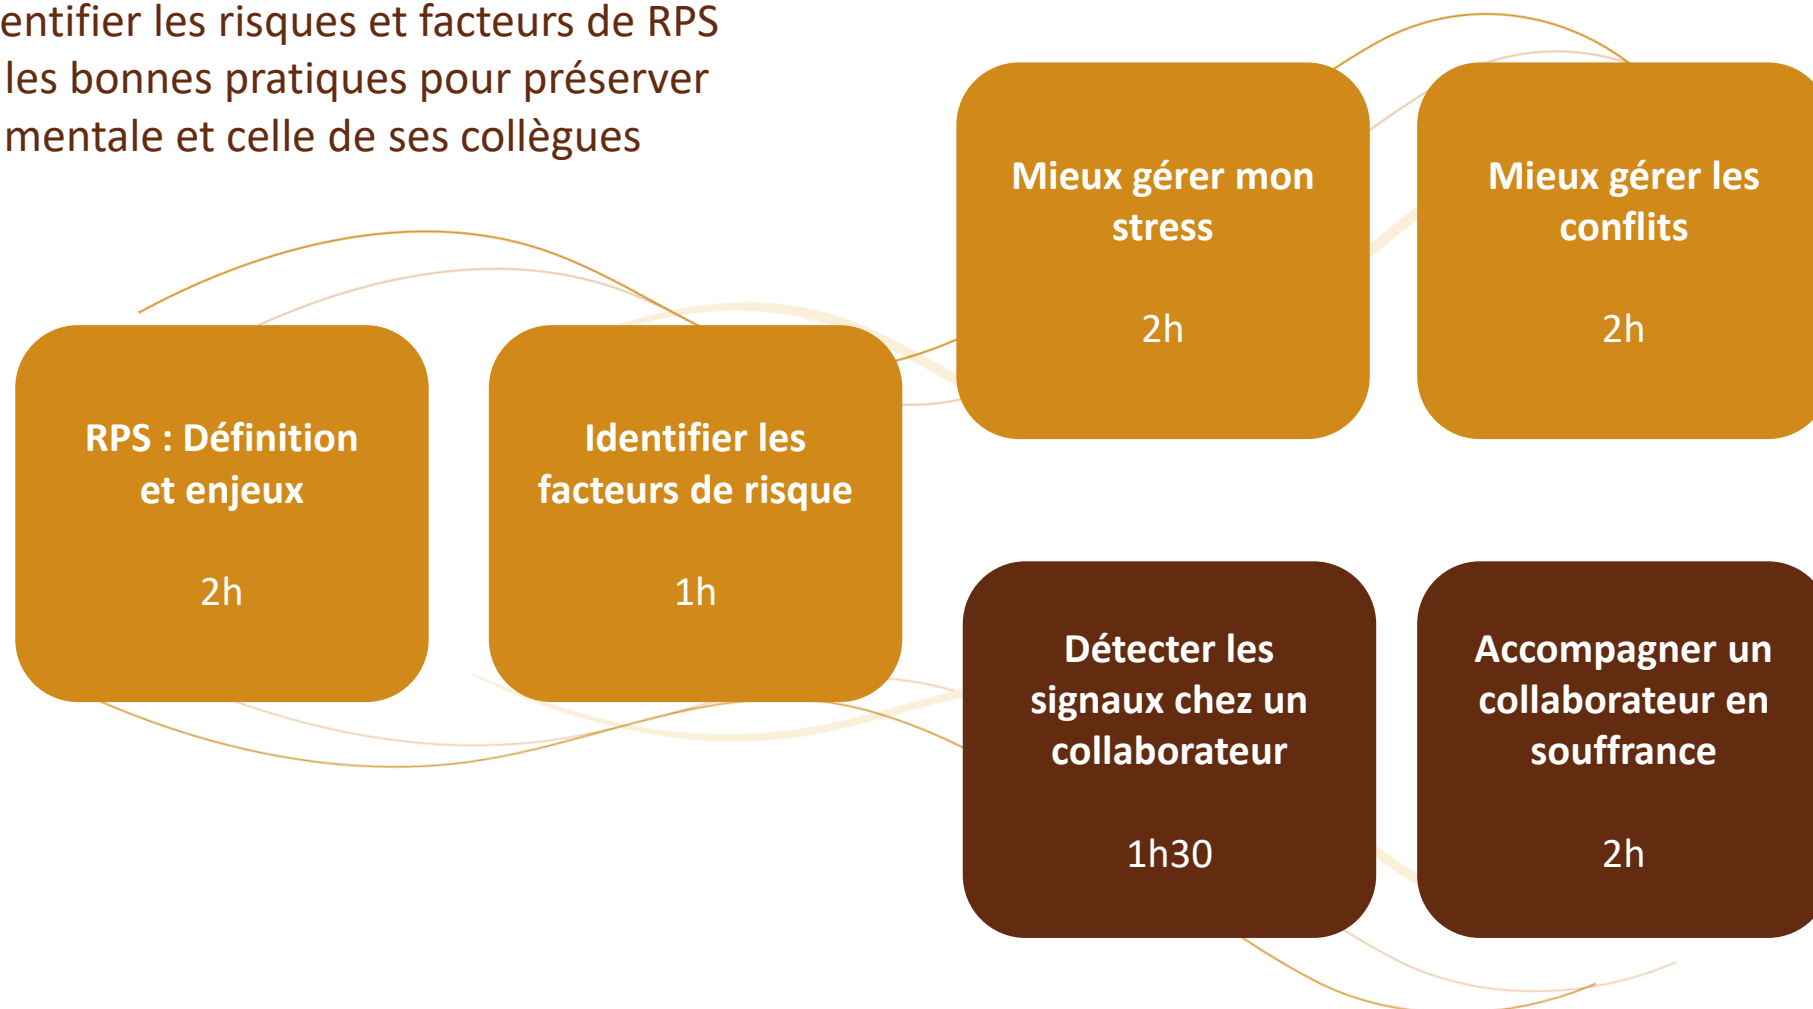 entifier les risques et facteurs de RPS
les bonnes pratiques pour préserver
mentale et celle de ses collègues
RPS : Définition
et enjeux
2h
Identifier les
facteurs de risque
1h
Mieux gérer mon
stress
2h
Mieux gérer les
conflits
2h
Détecter les
signaux chez un
collaborateur
1h30
Accompagner un
collaborateur en
souffrance
2h